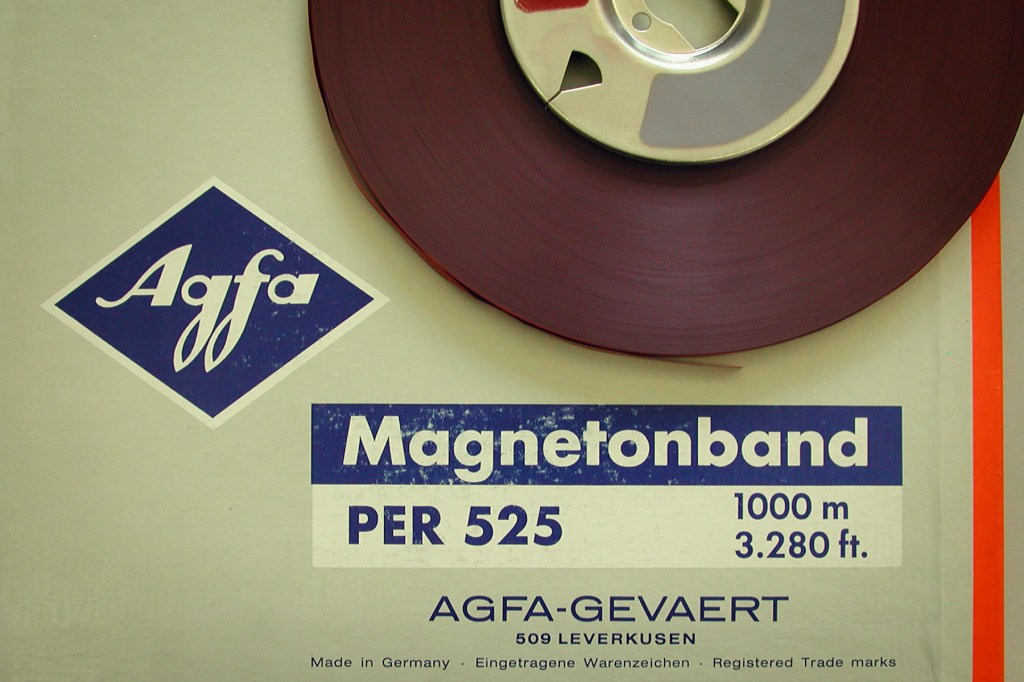 Agfa
Magnetonband
PER 525
1000 m
3.280 ft.
AGFA-GEVAERT
509 LEVERKUSEN
Made in Germany · Eingetragene Warenzeichen · Registered Trade marks